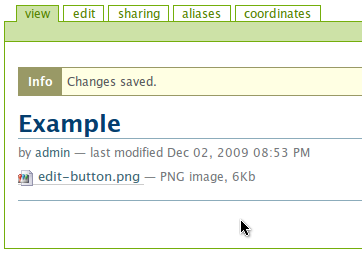 view edit sharing aliases coordinates
Info Changes saved.
Example
by admin — last modified Dec 02, 2009 08:53 PM
edit-button.png — PNG image, 6Kb